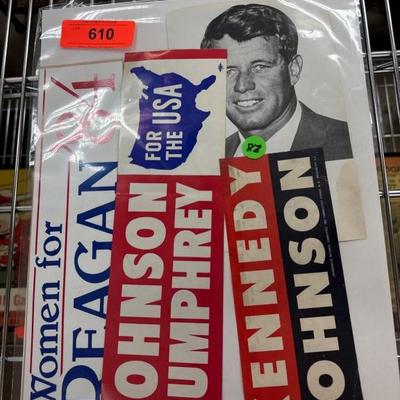 610
R7
Women for
REAGAN
84
FOR
THE USA
JOHNSON
HUMPHREY
KENNEDY
JOHNSON